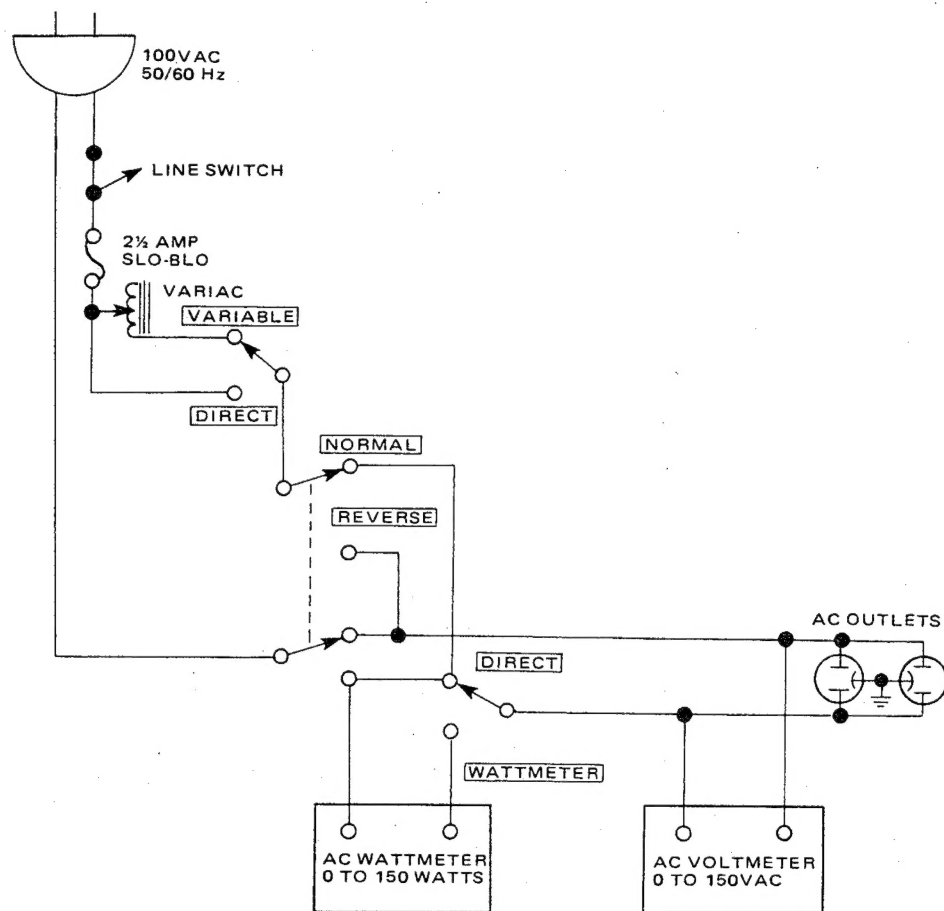 100VAC
50/60 Hz
LINE SWITCH
2½ AMP
SLO-BLO
VARIAC
VARIABLE
DIRECT
NORMAL
REVERSE
AC OUTLETS
DIRECT
WATTMETER
AC WATTMETER
0 TO 150 WATTS
AC VOLTMETER
0 TO 150VAC